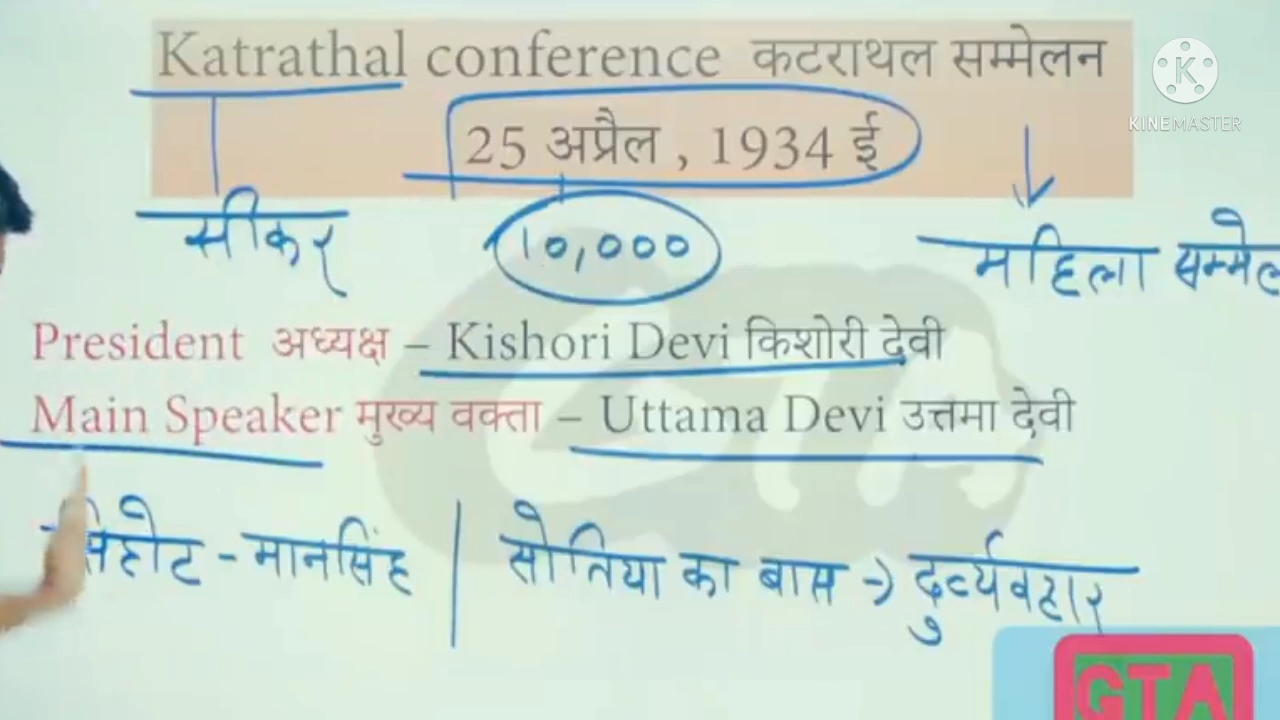 Katrathal conference कटराथल सम्मेलन
KINEMASTER
25 अप्रैल , 1934 ई
सीकर 10,000 महिला सम्मेल
President अध्यक्ष – Kishori Devi किशोरी देवी
Main Speaker मुख्य वक्ता – Uttama Devi उत्तमा देवी
सिहोट - मानसिंह | सोतिया का बास -> दुर्व्यवहार
GTA